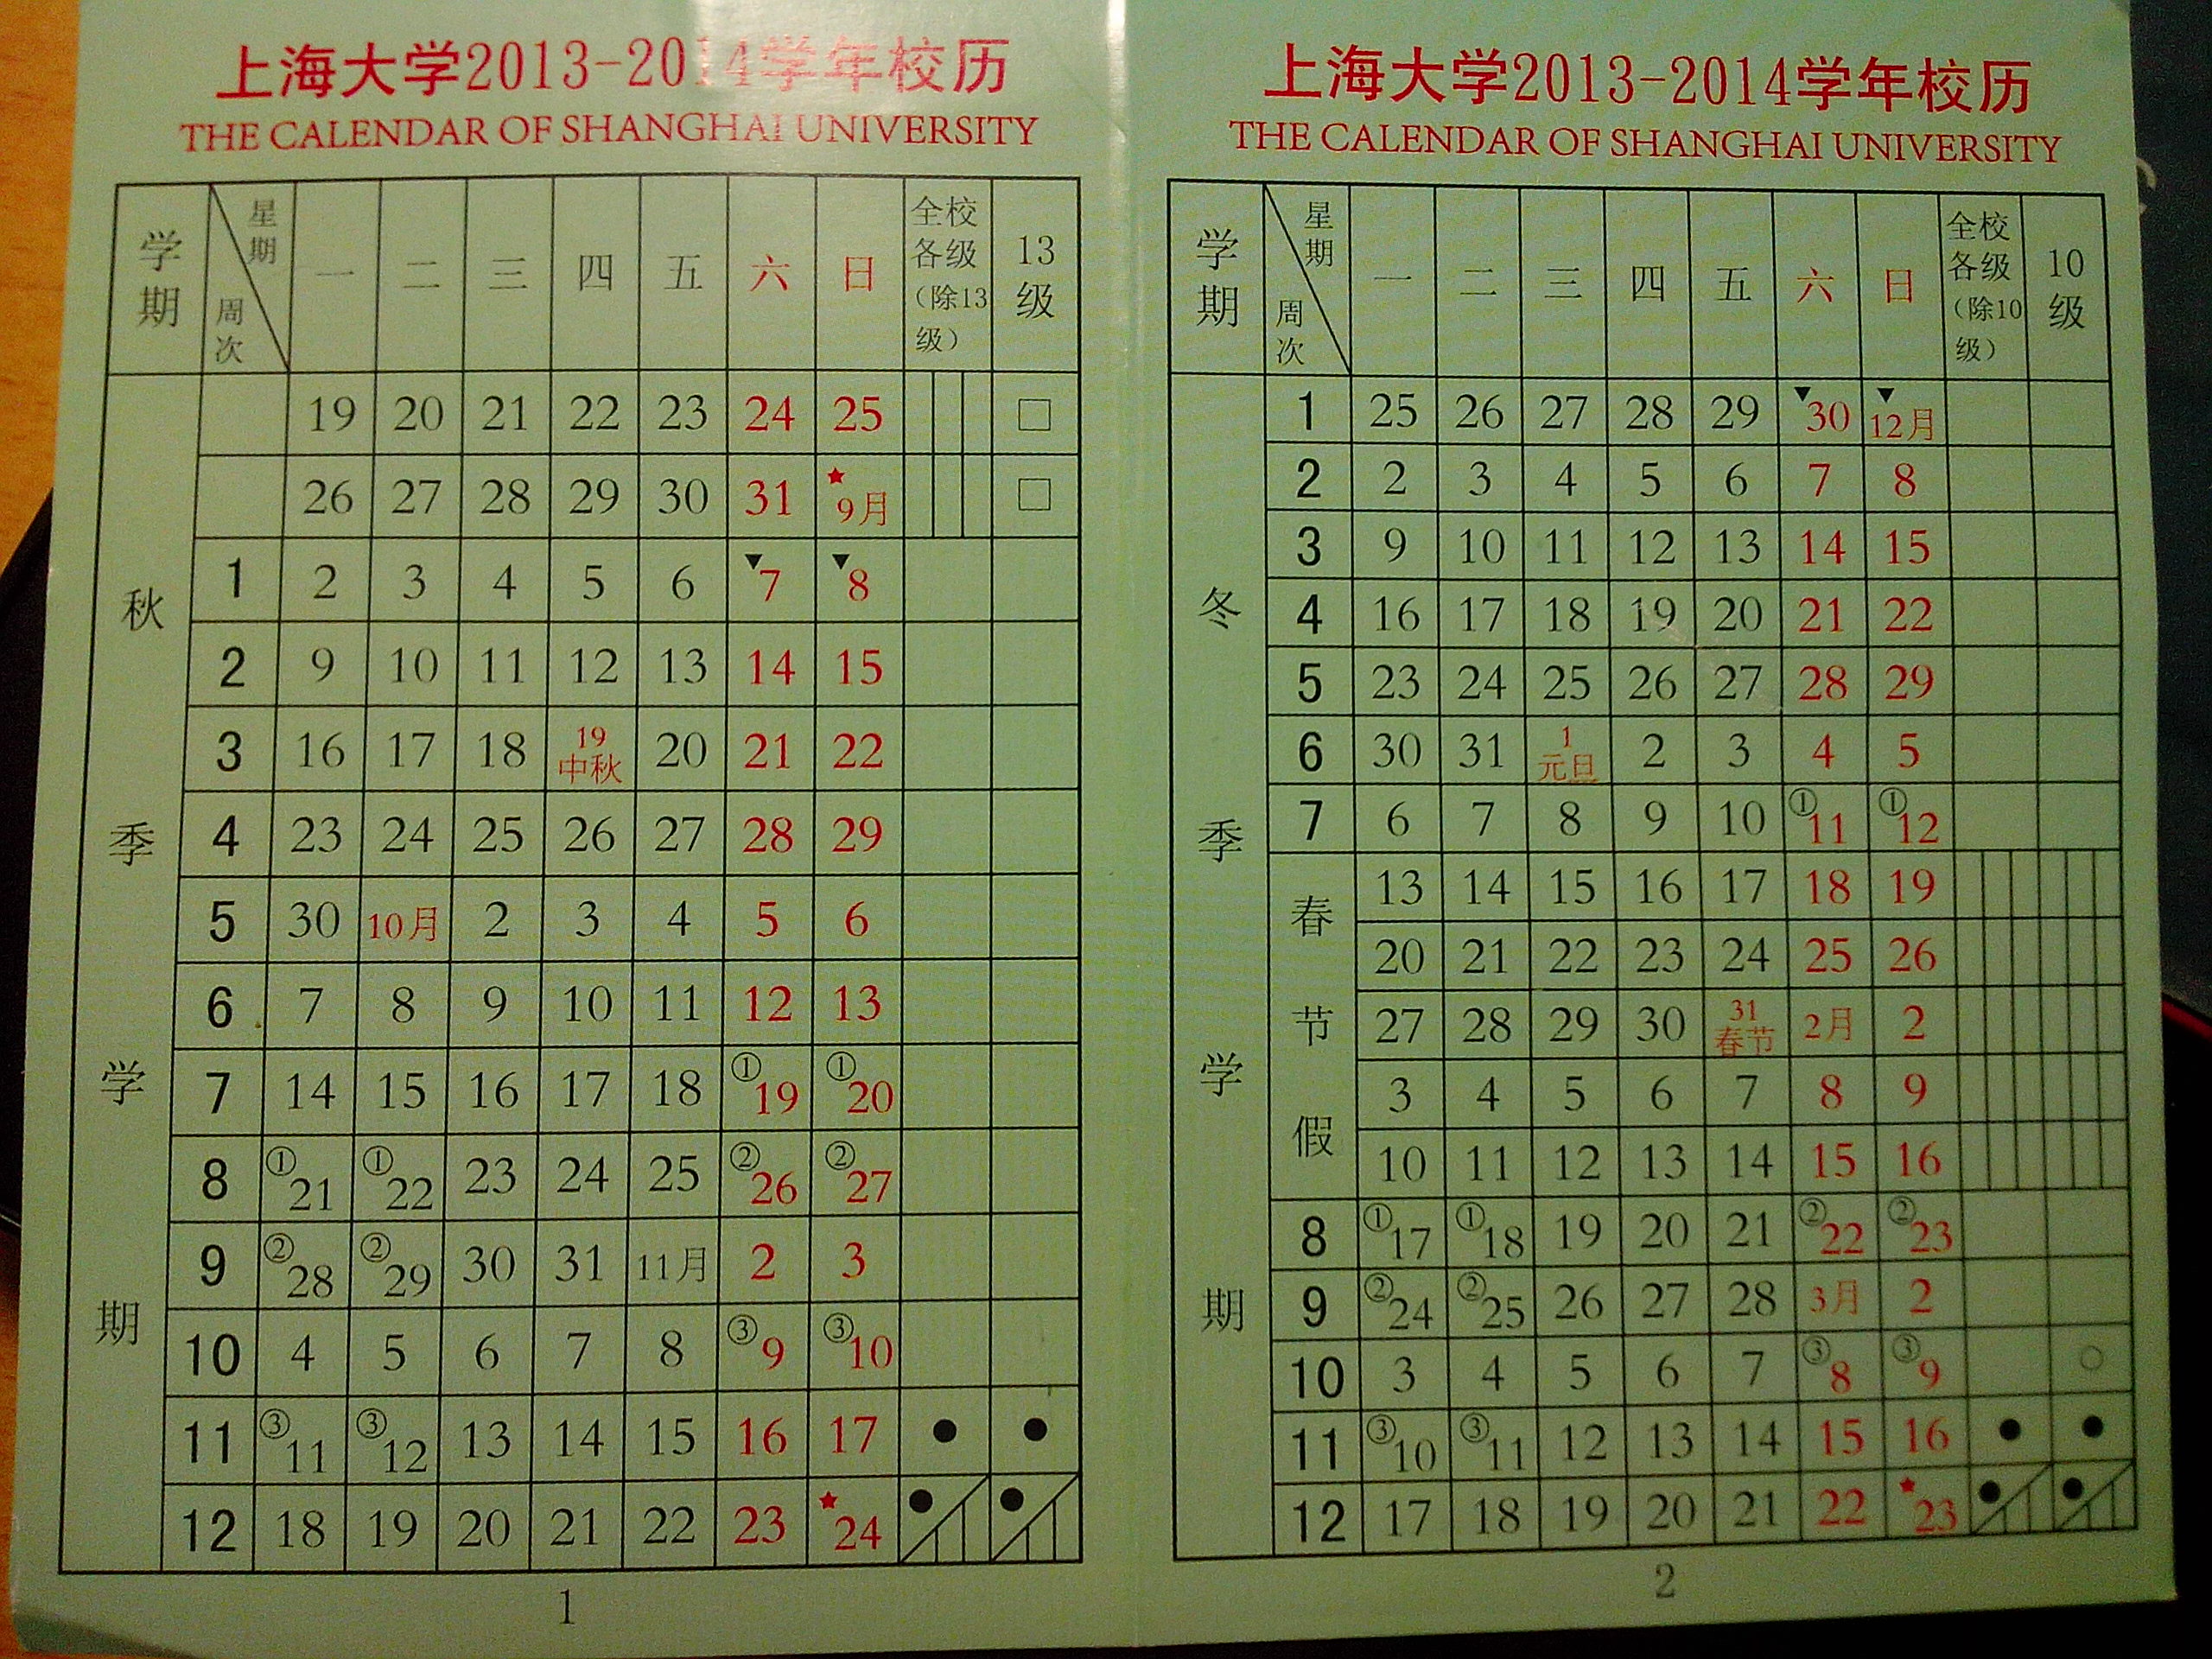 上海大学2013-2014学年校历
THE CALENDAR OF SHANGHAI UNIVERSITY
学期 星期 周次 一 二 三 四 五 六 日 全校各级(除13级) 13级
秋季学期
19 20 21 22 23 24 25 □
26 27 28 29 30 31 ★9月 □
1 2 3 4 5 6 ▼7 ▼8
2 9 10 11 12 13 14 15
3 16 17 18 19中秋 20 21 22
4 23 24 25 26 27 28 29
5 30 10月 2 3 4 5 6
6 7 8 9 10 11 12 13
7 14 15 16 17 18 ①19 ①20
8 ①21 ①22 23 24 25 ②26 ②27
9 ②28 ②29 30 31 11月 2 3
10 4 5 6 7 8 ③9 ③10
11 ③11 ③12 13 14 15 16 17 ● ●
12 18 19 20 21 22 23 ★24 ● ●
1
上海大学2013-2014学年校历
THE CALENDAR OF SHANGHAI UNIVERSITY
学期 星期 周次 一 二 三 四 五 六 日 全校各级(除10级) 10级
冬季学期
1 25 26 27 28 29 ▼30 ▼12月
2 2 3 4 5 6 7 8
3 9 10 11 12 13 14 15
4 16 17 18 19 20 21 22
5 23 24 25 26 27 28 29
6 30 31 1元旦 2 3 4 5
7 6 7 8 9 10 ①11 ①12
春节假
13 14 15 16 17 18 19
20 21 22 23 24 25 26
27 28 29 30 31春节 2月 2
3 4 5 6 7 8 9
10 11 12 13 14 15 16
8 ①17 ①18 19 20 21 ②22 ②23
9 ②24 ②25 26 27 28 3月 2
10 3 4 5 6 7 ③8 ③9 ○
11 ③10 ③11 12 13 14 15 16 ● ●
12 17 18 19 20 21 22 ★23 ● ●
2